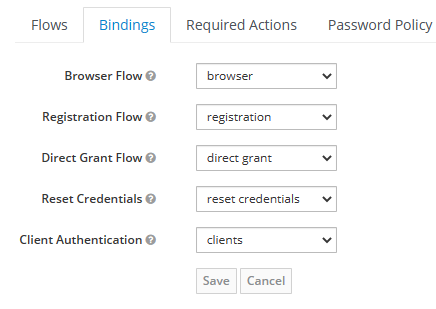 Flows Bindings Required Actions Password Policy
Browser Flow browser
Registration Flow registration
Direct Grant Flow direct grant
Reset Credentials reset credentials
Client Authentication clients
Save Cancel